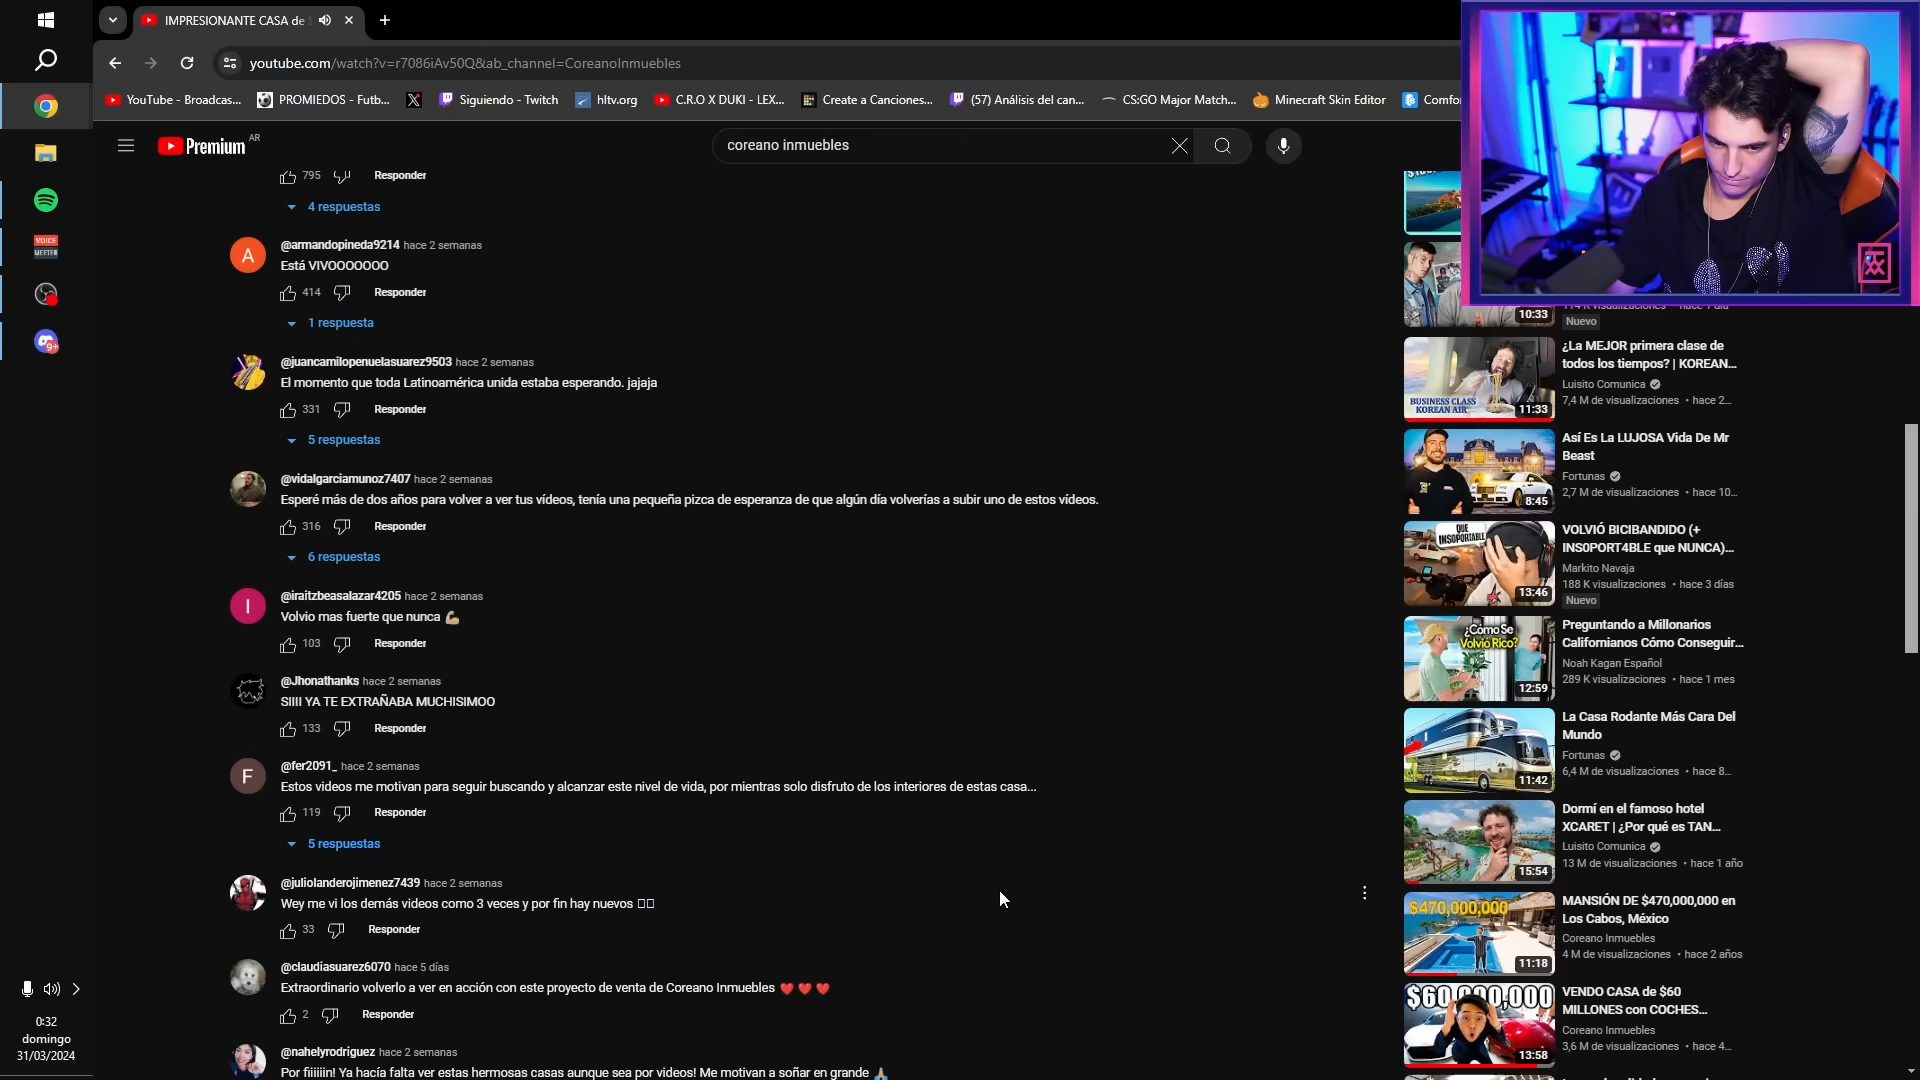 IMPRESIONANTE CASA de
youtube.com/watch?v=r7086iAv50Q&ab_channel=CoreanoInmuebles
YouTube - Broadcas...
PROMIEDOS - Futb...
Siguiendo - Twitch
hltv.org
C.R.O X DUKI - LEX...
Create a Canciones...
(57) Análisis del can...
CS:GO Major Match...
Minecraft Skin Editor
Comfor
Premium AR
coreano inmuebles
795 Responder
4 respuestas
@armandopineda9214 hace 2 semanas
Está VIVOOOOOOO
414 Responder
1 respuesta
@juancamilopenuelasuarez9503 hace 2 semanas
El momento que toda Latinoamérica unida estaba esperando. jajaja
331 Responder
5 respuestas
@vidalgarciamunoz7407 hace 2 semanas
Esperé más de dos años para volver a ver tus vídeos, tenía una pequeña pizca de esperanza de que algún día volverías a subir uno de estos vídeos.
316 Responder
6 respuestas
I
@iraitzbeasalazar4205 hace 2 semanas
Volvio mas fuerte que nunca 💪🏼
103 Responder
@Jhonathanks hace 2 semanas
SIIII YA TE EXTRAÑABA MUCHISIMOO
133 Responder
F
@fer2091_ hace 2 semanas
Estos videos me motivan para seguir buscando y alcanzar este nivel de vida, por mientras solo disfruto de los interiores de estas casa...
119 Responder
5 respuestas
@juliolanderojimenez7439 hace 2 semanas
Wey me vi los demás videos como 3 veces y por fin hay nuevos
33 Responder
@claudiasuarez6070 hace 5 días
Extraordinario volverlo a ver en acción con este proyecto de venta de Coreano Inmuebles ❤️ ❤️ ❤️
2 Responder
@nahelyrodriguez hace 2 semanas
Por fiiiiiin! Ya hacía falta ver estas hermosas casas aunque sea por videos! Me motivan a soñar en grande 🙏🏼
A
10:33
Nuevo
¿La MEJOR primera clase de
todos los tiempos? | KOREAN...
Luisito Comunica
7,4 M de visualizaciones • hace 2...
BUSINESS CLASS
KOREAN AIR
11:33
Así Es La LUJOSA Vida De Mr
Beast
Fortunas
2,7 M de visualizaciones • hace 10...
8:45
VOLVIÓ BICIBANDIDO (+
INS0PORT4BLE que NUNCA)...
Markito Navaja
188 K visualizaciones • hace 3 días
Nuevo
QUE
INSOPORTABLE
13:46
Preguntando a Millonarios
Californianos Cómo Conseguir...
Noah Kagan Español
289 K visualizaciones • hace 1 mes
¿Cómo Se
Volvió Rico?
12:59
La Casa Rodante Más Cara Del
Mundo
Fortunas
6,4 M de visualizaciones • hace 8...
11:42
Dormí en el famoso hotel
XCARET | ¿Por qué es TAN...
Luisito Comunica
13 M de visualizaciones • hace 1 año
15:54
MANSIÓN DE $470,000,000 en
Los Cabos, México
Coreano Inmuebles
4 M de visualizaciones • hace 2 años
$470,000,000
11:18
VENDO CASA de $60
MILLONES con COCHES...
Coreano Inmuebles
3,6 M de visualizaciones • hace 4...
$60,000,000
13:58
VOICE
MEETER
9+
0:32
domingo
31/03/2024